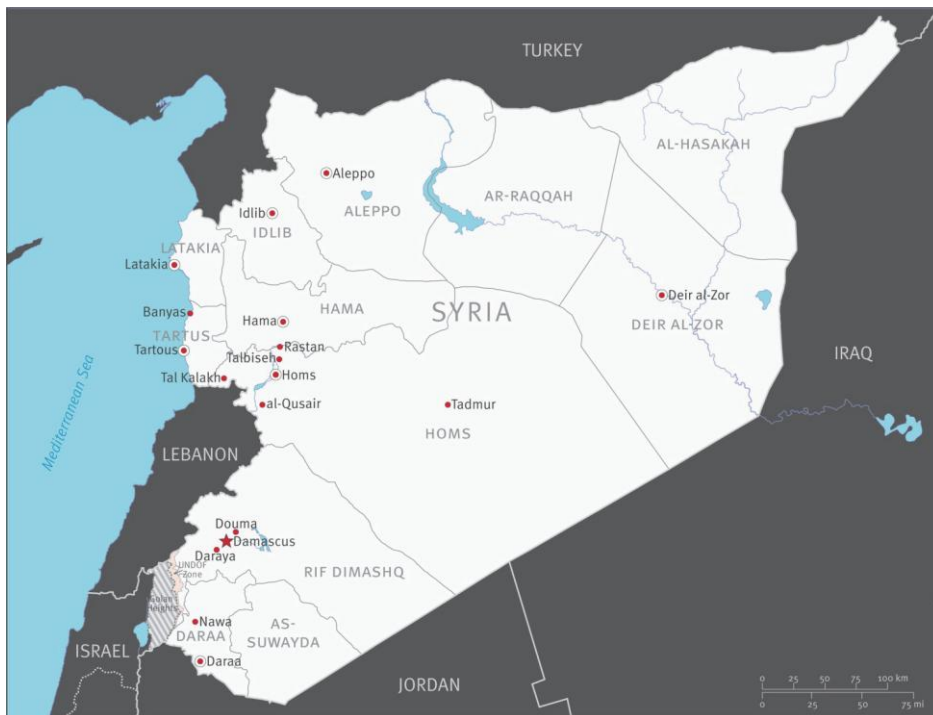 TURKEY
AL-HASAKAH
Aleppo
AR-RAQQAH
Idlib
ALEPPO
IDLIB
LATAKIA
Latakia
Deir al-Zor
Banyas
HAMA
SYRIA
Hama
DEIR AL-ZOR
TARTUS
Tartous
Rastan
Talbiseh
IRAQ
Tal Kalakh
Homs
al-Qusair
Tadmur
Mediterranean Sea
HOMS
LEBANON
Douma
Damascus
Daraya
UNDOF
Zone
RIF DIMASHQ
Golan
Heights
Nawa
AS-
SUWAYDA
DARAA
ISRAEL
Daraa
JORDAN
0 25 50 75 100 km
0 25 50 75 mi